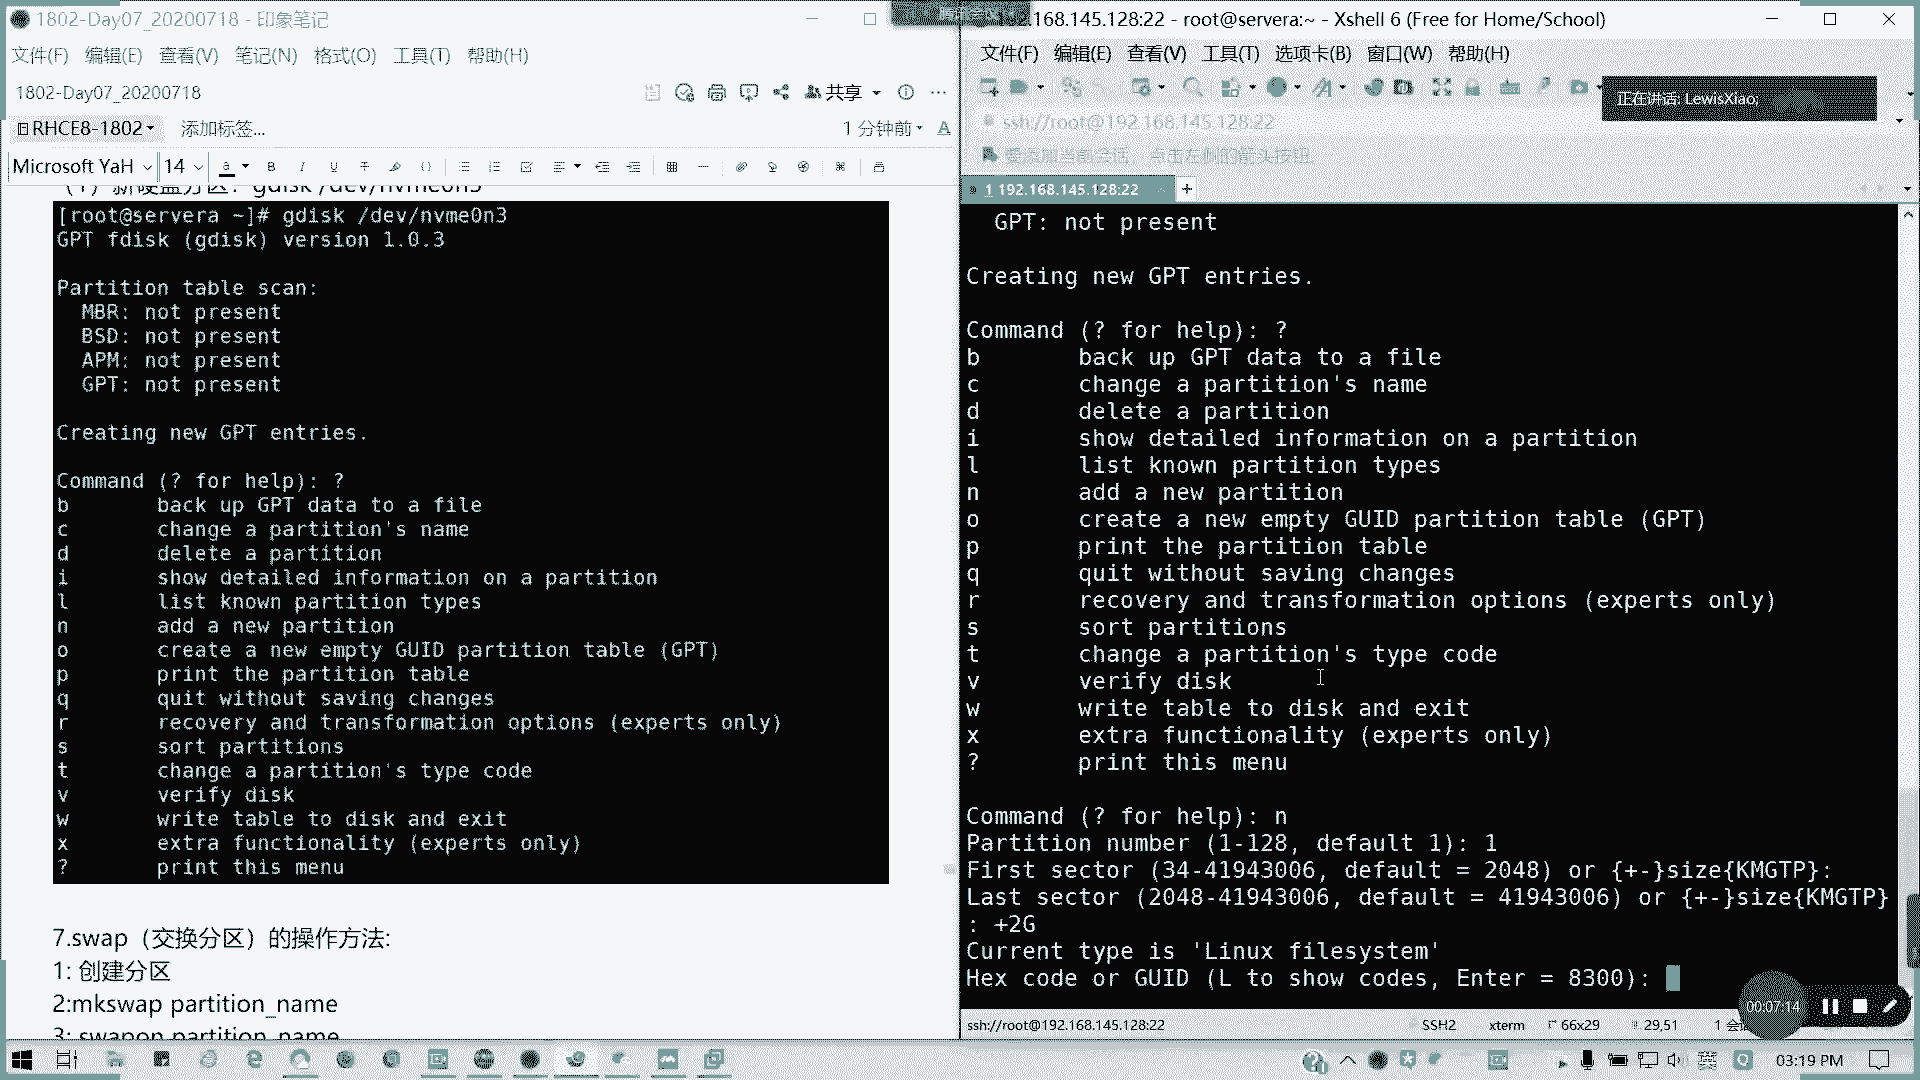 1802-Day07_20200718 - 印象笔记
文件(F) 编辑(E) 查看(V) 笔记(N) 格式(O) 工具(T) 帮助(H)
1802-Day07_20200718
共享
RHCE8-1802
添加标签...
1 分钟前
Microsoft YaH 14
（1）新硬盘分区：gdisk /dev/nvme0n3
[root@servera ~]# gdisk /dev/nvme0n3
GPT fdisk (gdisk) version 1.0.3
Partition table scan:
MBR: not present
BSD: not present
APM: not present
GPT: not present
Creating new GPT entries.
Command (? for help): ?
b back up GPT data to a file
c change a partition's name
d delete a partition
i show detailed information on a partition
l list known partition types
n add a new partition
o create a new empty GUID partition table (GPT)
p print the partition table
q quit without saving changes
r recovery and transformation options (experts only)
s sort partitions
t change a partition's type code
v verify disk
w write table to disk and exit
x extra functionality (experts only)
? print this menu
7.swap（交换分区）的操作方法:
1: 创建分区
2:mkswap partition_name
3: swapon partition_name
.168.145.128:22 - root@servera:~ - Xshell 6 (Free for Home/School)
文件(F) 编辑(E) 查看(V) 工具(T) 选项卡(B) 窗口(W) 帮助(H)
正在讲话: LewisXiao;
ssh://root@192.168.145.128:22
要添加当前会话，点击左侧的箭头按钮。
1 192.168.145.128:22
GPT: not present
Creating new GPT entries.
Command (? for help): ?
b back up GPT data to a file
c change a partition's name
d delete a partition
i show detailed information on a partition
l list known partition types
n add a new partition
o create a new empty GUID partition table (GPT)
p print the partition table
q quit without saving changes
r recovery and transformation options (experts only)
s sort partitions
t change a partition's type code
v verify disk
w write table to disk and exit
x extra functionality (experts only)
? print this menu
Command (? for help): n
Partition number (1-128, default 1): 1
First sector (34-41943006, default = 2048) or {+-}size{KMGTP}:
Last sector (2048-41943006, default = 41943006) or {+-}size{KMGTP}
: +2G
Current type is 'Linux filesystem'
Hex code or GUID (L to show codes, Enter = 8300):
00:07:14
ssh://root@192.168.145.128:22 SSH2 xterm 66x29 29,51 1 会
英 03:19 PM